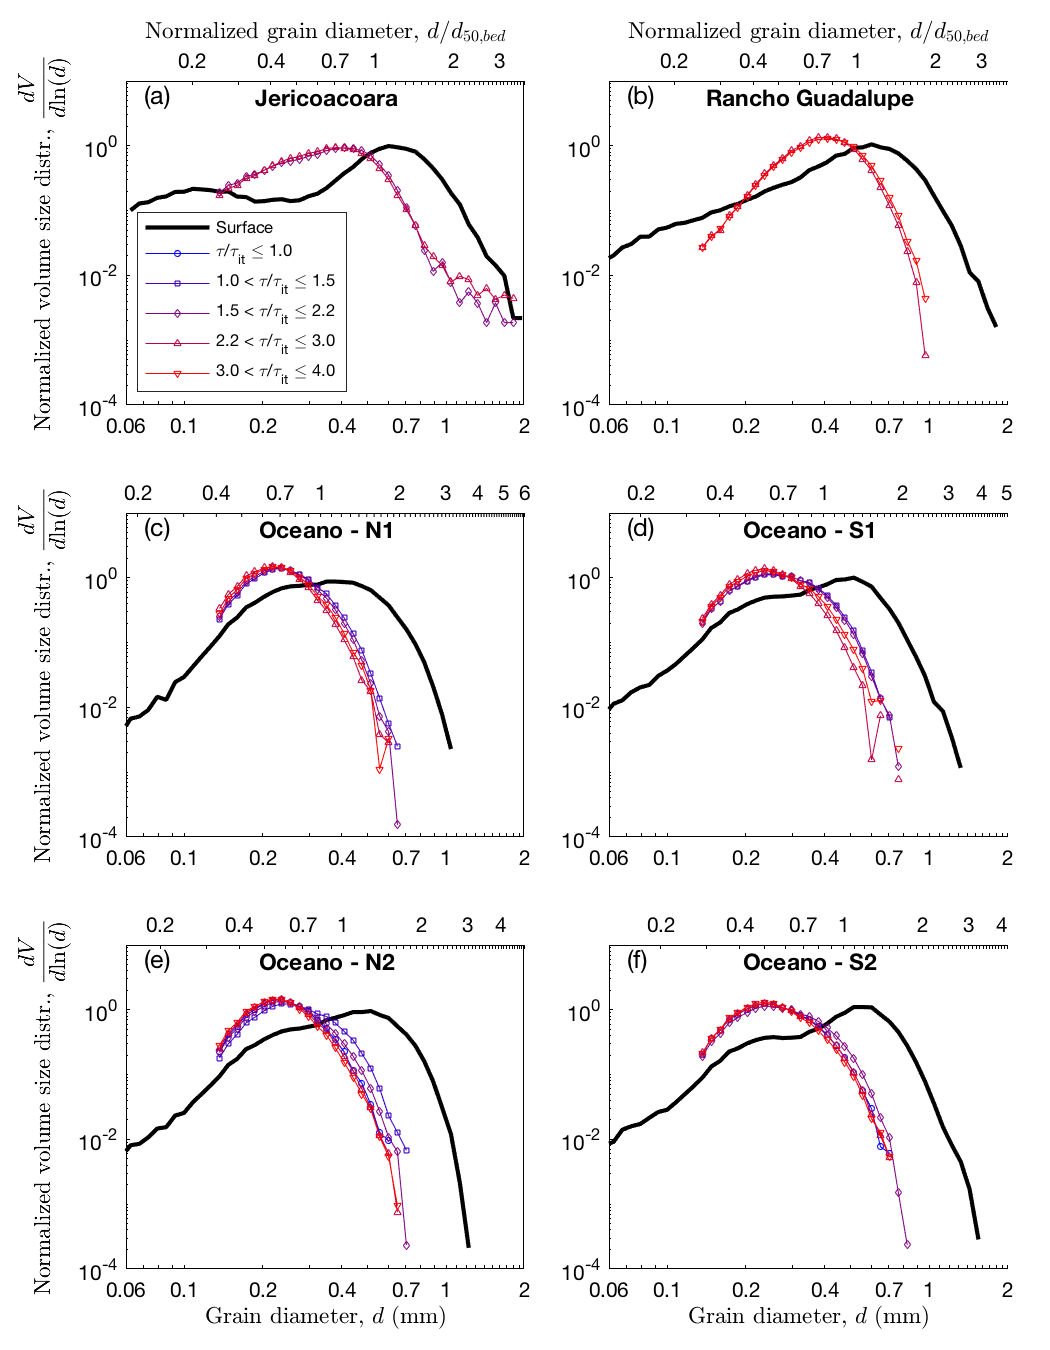 Normalized grain diameter, d/d50,bed
Normalized grain diameter, d/d50,bed
0.2 0.4 0.7 1 2 3
0.2 0.4 0.7 1 2 3
Normalized volume size distr., dV/dln(d)
(a) Jericoacoara
(b) Rancho Guadalupe
10^0
10^-2
10^-4
10^0
10^-2
10^-4
Surface
τ/τit ≤ 1.0
1.0 < τ/τit ≤ 1.5
1.5 < τ/τit ≤ 2.2
2.2 < τ/τit ≤ 3.0
3.0 < τ/τit ≤ 4.0
0.06 0.1 0.2 0.4 0.7 1 2
0.06 0.1 0.2 0.4 0.7 1 2
0.2 0.4 0.7 1 2 3 4 5 6
0.2 0.4 0.7 1 2 3 4 5
Normalized volume size distr., dV/dln(d)
(c) Oceano - N1
(d) Oceano - S1
10^0
10^-2
10^-4
10^0
10^-2
10^-4
0.06 0.1 0.2 0.4 0.7 1 2
0.06 0.1 0.2 0.4 0.7 1 2
0.2 0.4 0.7 1 2 3 4
0.2 0.4 0.7 1 2 3 4
Normalized volume size distr., dV/dln(d)
(e) Oceano - N2
(f) Oceano - S2
10^0
10^-2
10^-4
10^0
10^-2
10^-4
0.06 0.1 0.2 0.4 0.7 1 2
0.06 0.1 0.2 0.4 0.7 1 2
Grain diameter, d (mm)
Grain diameter, d (mm)